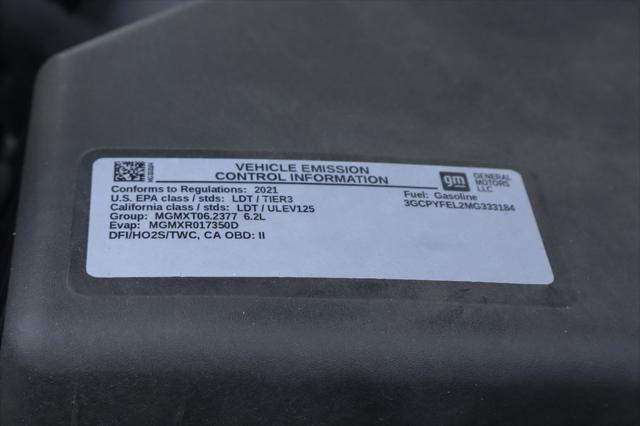 VEHICLE EMISSION
CONTROL INFORMATION
gm
GENERAL
MOTORS
LLC
Conforms to Regulations: 2021
U.S. EPA class / stds: LDT / TIER3
California class / stds: LDT / ULEV125
Group: MGMXT06.2377 6.2L
Evap: MGMXR017350D
DFI/HO2S/TWC, CA OBD: II
Fuel: Gasoline
3GCPYFEL2MG333184